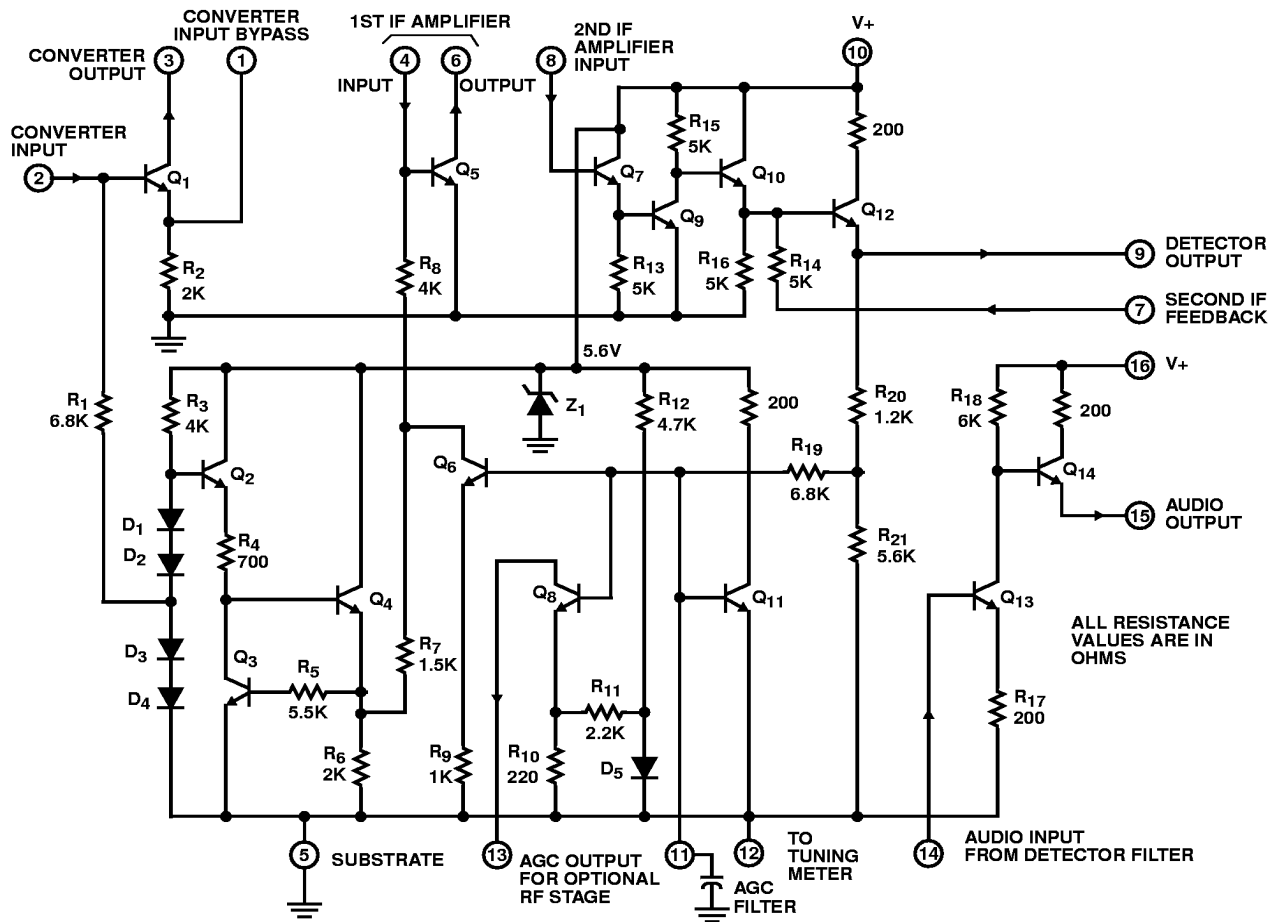 CONVERTER
INPUT BYPASS
1ST IF AMPLIFIER
2ND IF
AMPLIFIER
INPUT
V+
CONVERTER
OUTPUT
3
1
4
6
8
10
INPUT
OUTPUT
CONVERTER
INPUT
2
Q1
Q5
Q7
R15
5K
Q10
200
Q9
Q12
R2
2K
R8
4K
R13
5K
R16
5K
R14
5K
9
DETECTOR
OUTPUT
7
SECOND IF
FEEDBACK
5.6V
R1
6.8K
R3
4K
Z1
R12
4.7K
200
R20
1.2K
R18
6K
200
16
V+
Q2
Q6
R19
6.8K
Q14
D1
D2
R4
700
R21
5.6K
15
AUDIO
OUTPUT
Q4
Q8
Q11
Q13
ALL RESISTANCE
VALUES ARE IN
OHMS
D3
D4
Q3
R5
5.5K
R7
1.5K
R11
2.2K
R17
200
R6
2K
R9
1K
R10
220
D5
5
SUBSTRATE
13
AGC OUTPUT
FOR OPTIONAL
RF STAGE
11
AGC
FILTER
12
TO
TUNING
METER
14
AUDIO INPUT
FROM DETECTOR FILTER